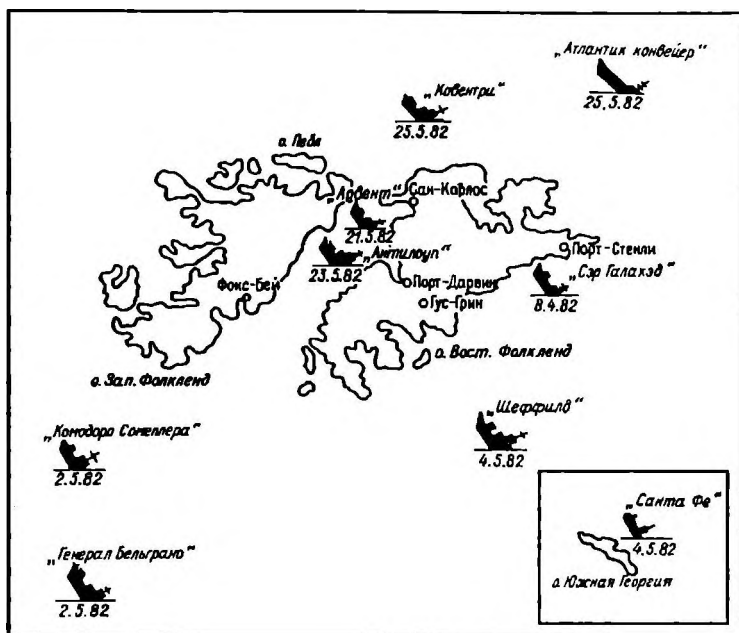 „Атлантик конвейер“
25.5.82
„Ковентри“
25.5.82
о. Пебл
„Ардент“
Сан-Карлос
21.5.82
„Антилоуп“
23.5.82
Порт-Стенли
„Сэр Галахэд“
8.4.82
Фокс-Бей
Порт-Дарвин
Гус-Грин
о. Вост. Фолкленд
о. Зап. Фолкленд
„Шеффилд“
4.5.82
„Комодоро Сомеллера“
2.5.82
„Санта Фе“
4.5.82
о. Южная Георгия
„Генерал Бельграно“
2.5.82